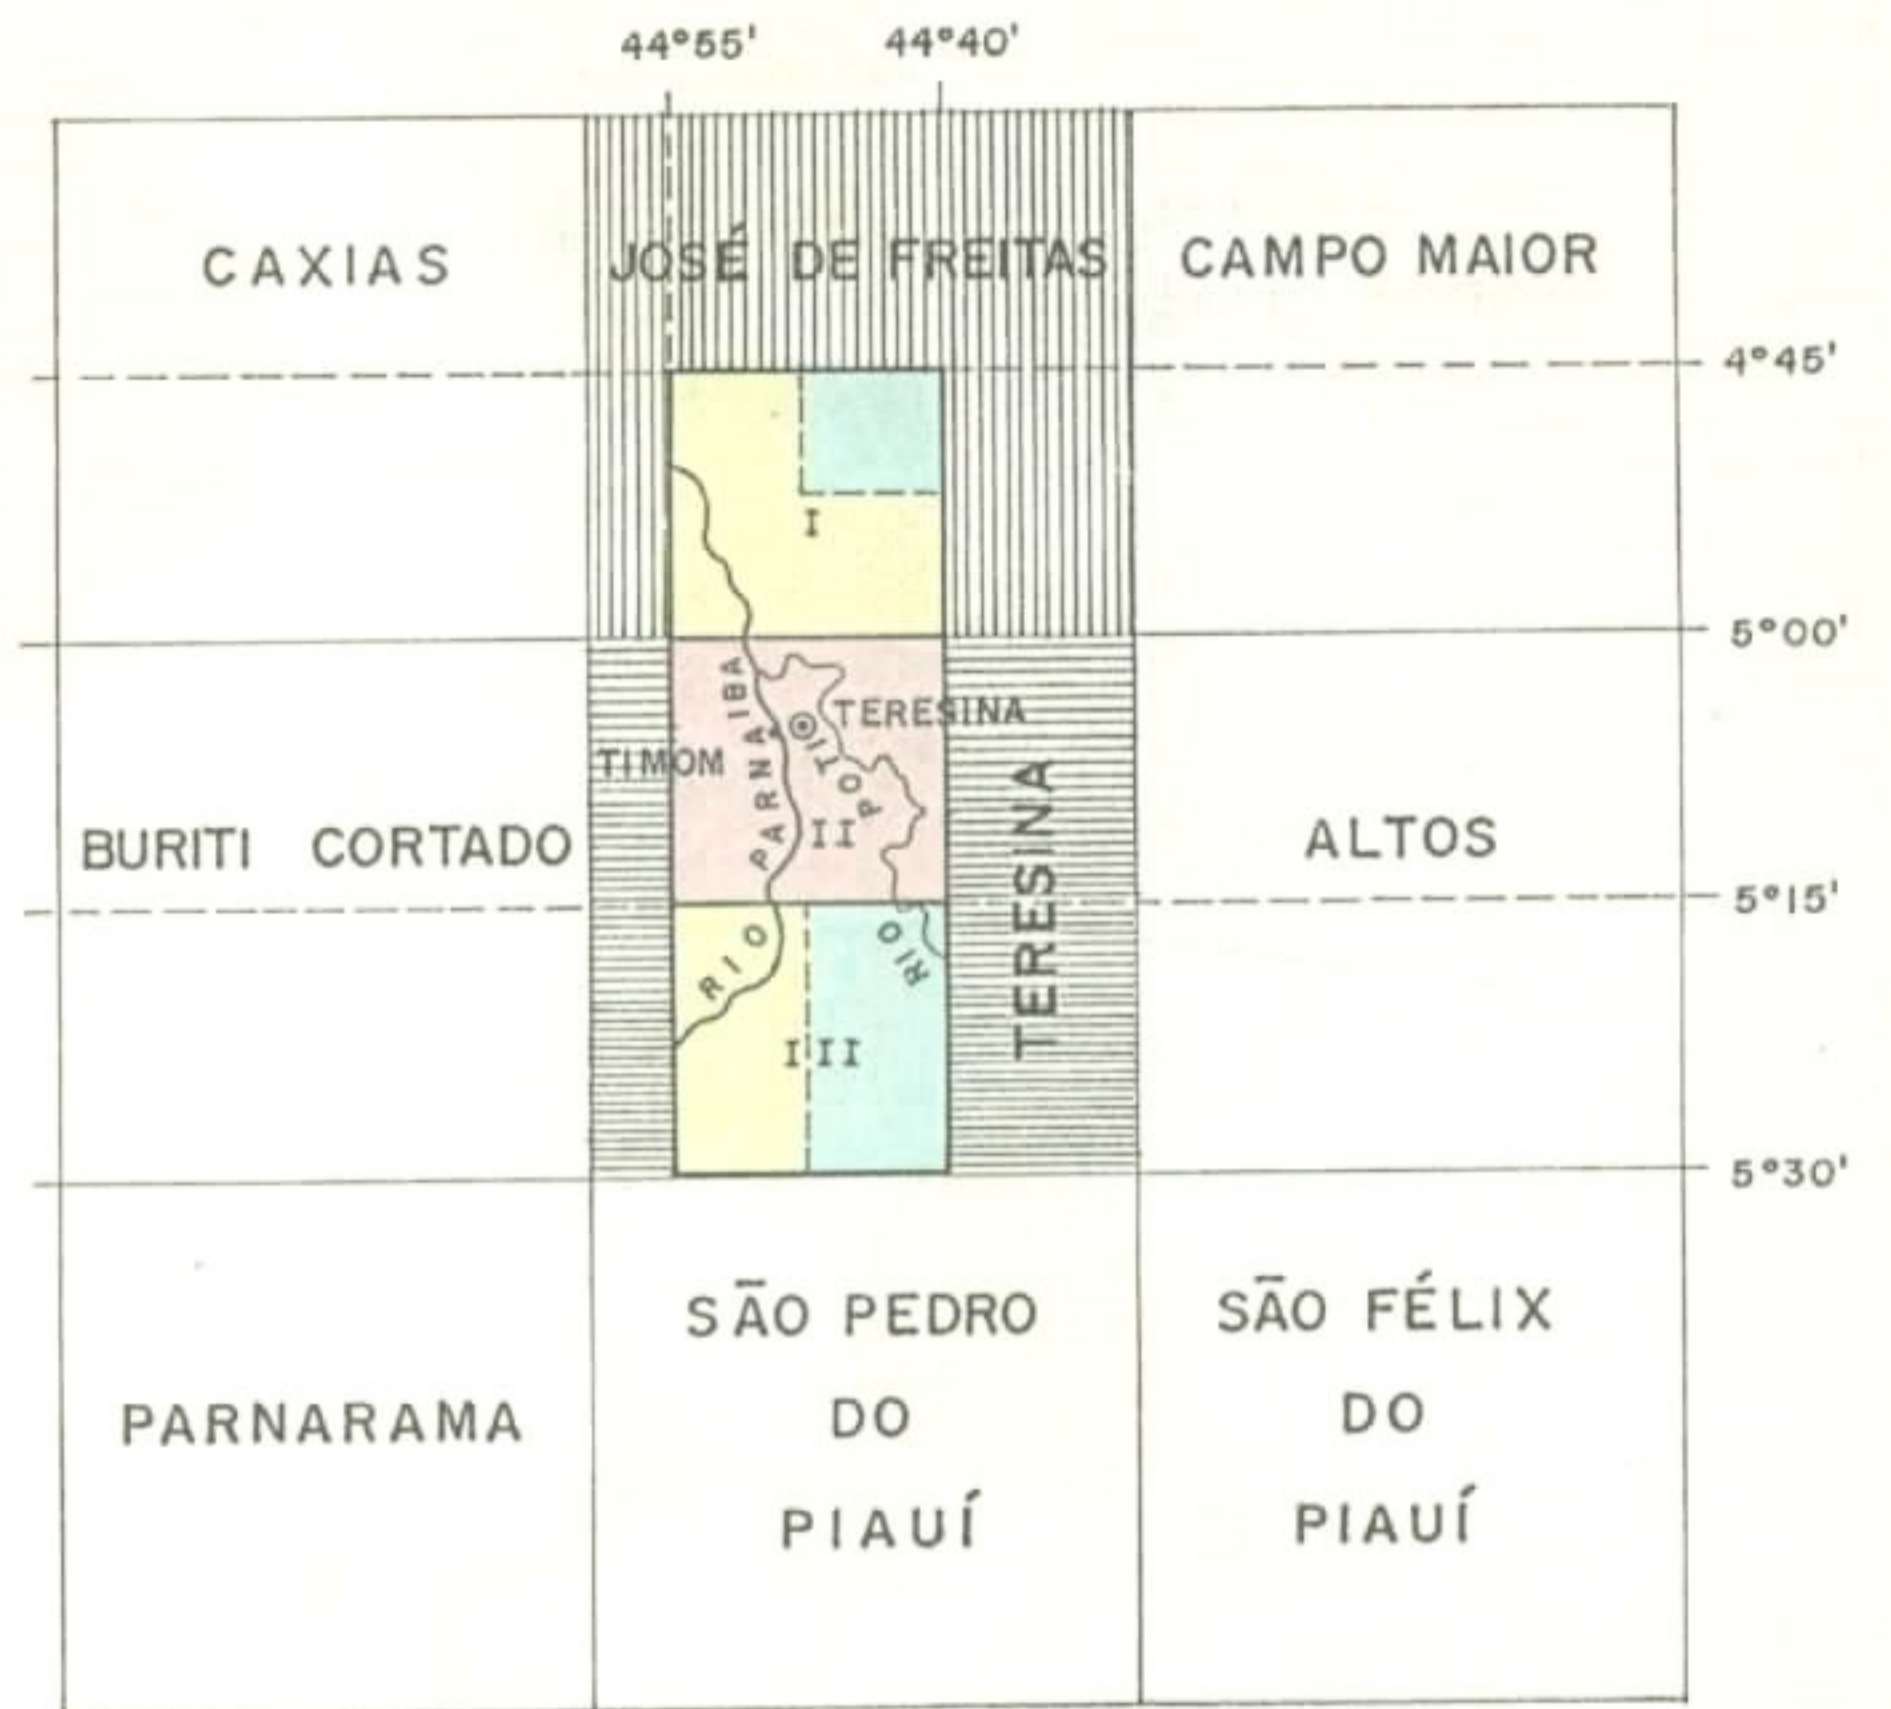 44°55' 44°40'
CAXIAS
JOSÉ DE FREITAS
CAMPO MAIOR
4°45'
I
5°00'
TERESINA
TIMOM
RIO PARNAIBA
RIO POTI
II
TERESINA
BURITI CORTADO
ALTOS
5°15'
III
5°30'
PARNARAMA
SÃO PEDRO
DO
PIAUÍ
SÃO FÉLIX
DO
PIAUÍ